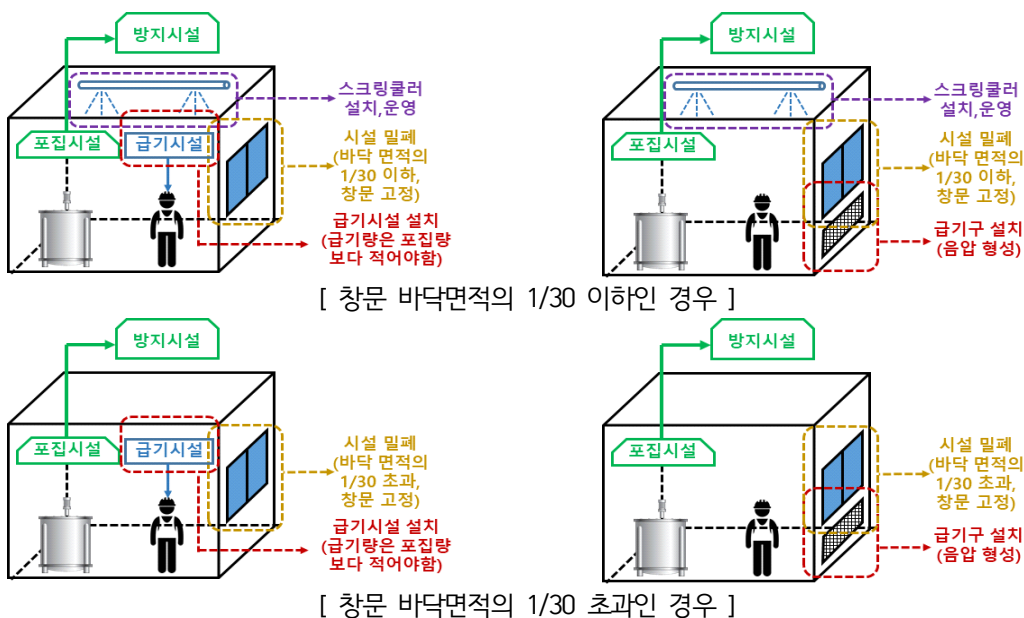 방지시설
스크링쿨러
설치,운영
포집시설
급기시설
시설 밀폐
(바닥 면적의
1/30 이하,
창문 고정)
급기시설 설치
(급기량은 포집량
보다 적어야함)
방지시설
스크링쿨러
설치,운영
포집시설
시설 밀폐
(바닥 면적의
1/30 이하,
창문 고정)
급기구 설치
(음압 형성)
[ 창문 바닥면적의 1/30 이하인 경우 ]
방지시설
포집시설
급기시설
시설 밀폐
(바닥 면적의
1/30 초과,
창문 고정)
급기시설 설치
(급기량은 포집량
보다 적어야함)
방지시설
포집시설
시설 밀폐
(바닥 면적의
1/30 초과,
창문 고정)
급기구 설치
(음압 형성)
[ 창문 바닥면적의 1/30 초과인 경우 ]